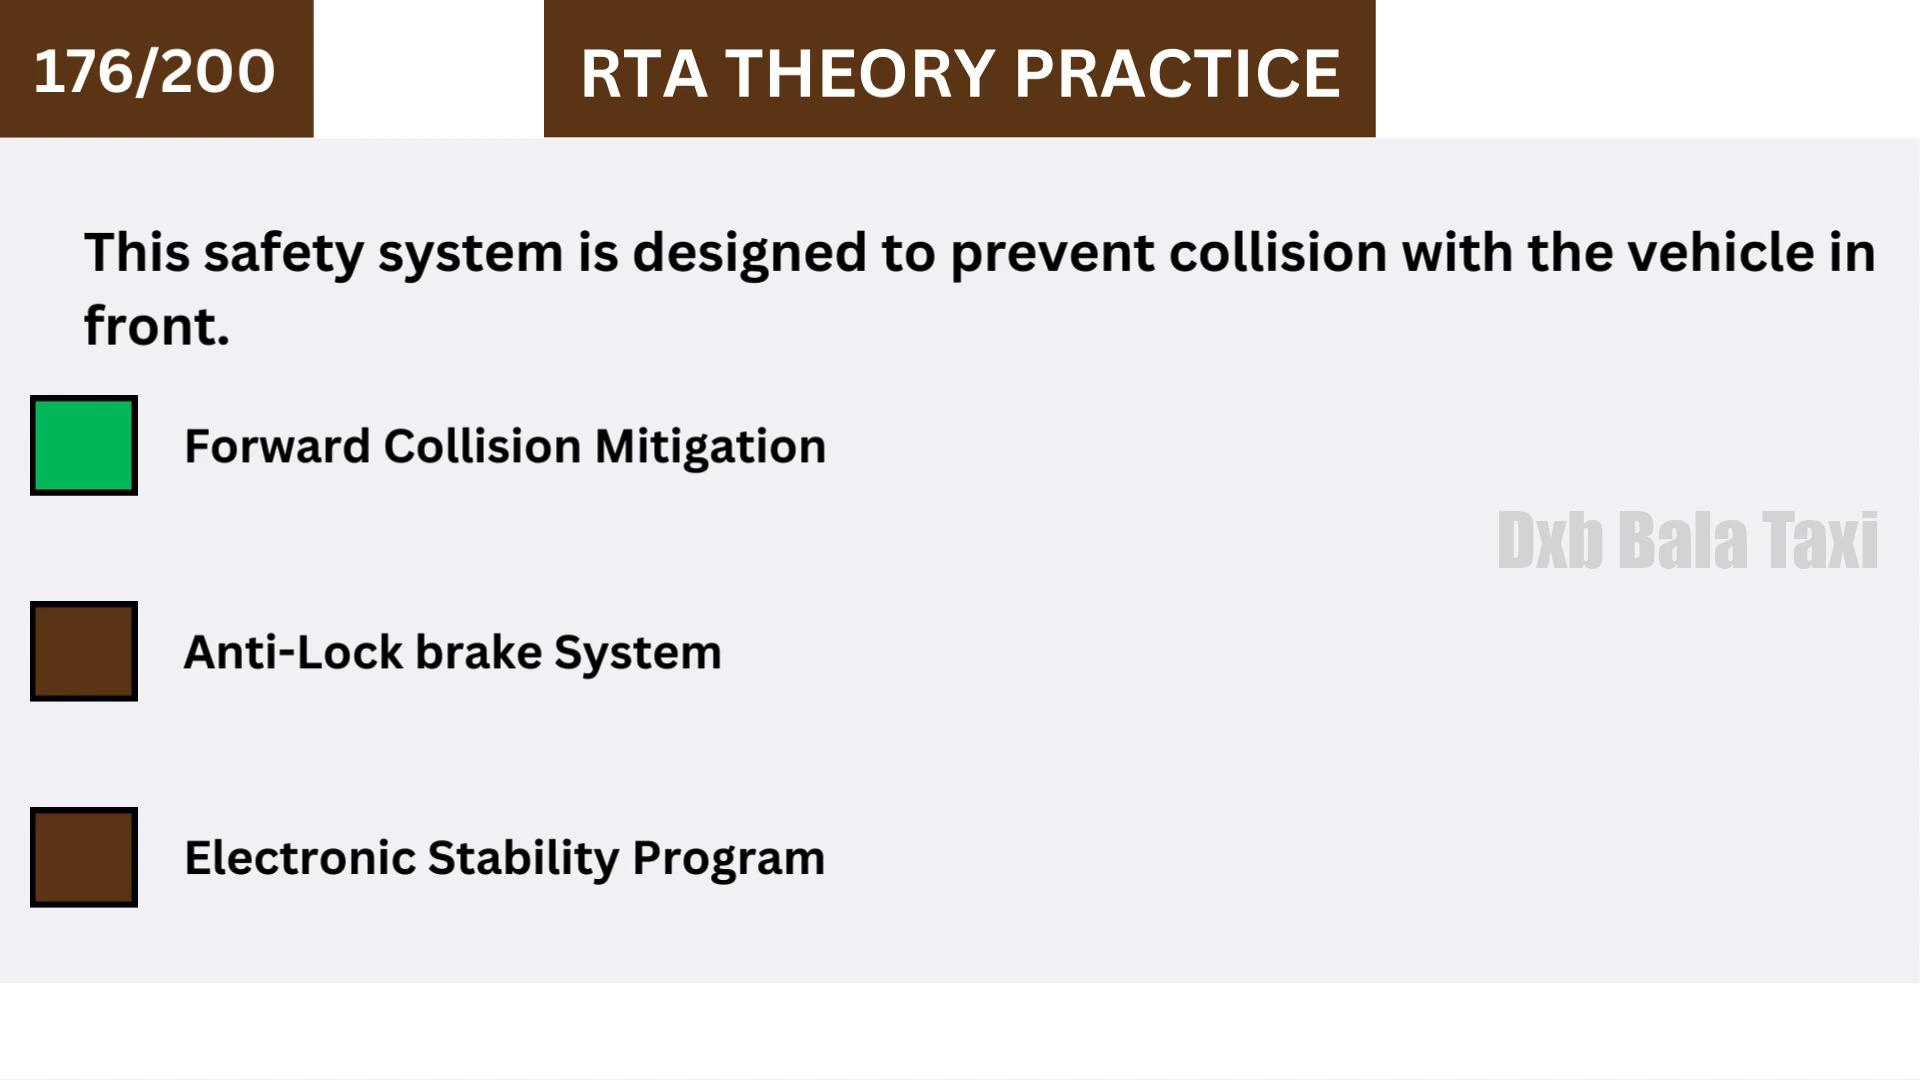 176/200
RTA THEORY PRACTICE
This safety system is designed to prevent collision with the vehicle in
front.
Forward Collision Mitigation
Dxb Bala Taxi
Anti-Lock brake System
Electronic Stability Program